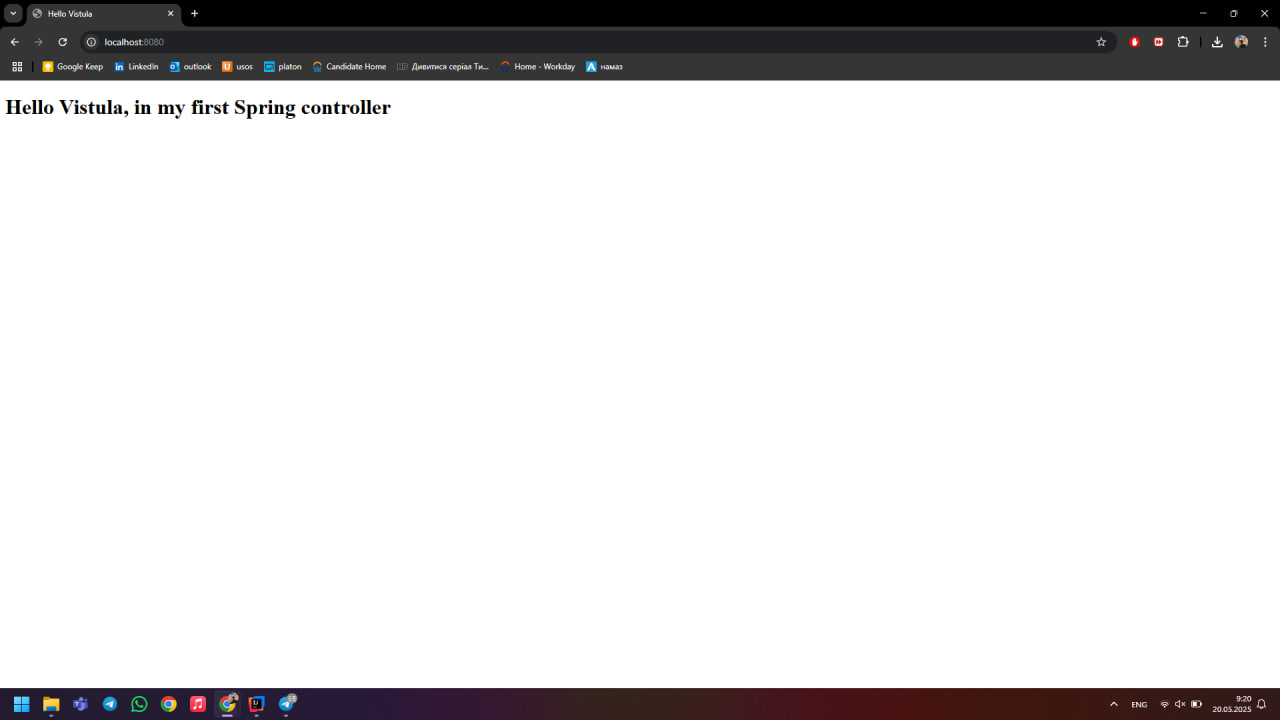 Hello Vistula
localhost:8080
Google Keep LinkedIn outlook usos platon Candidate Home Дивитися серіал Ти... Home - Workday намаз
Hello Vistula, in my first Spring controller
ENG
9:20
20.05.2025